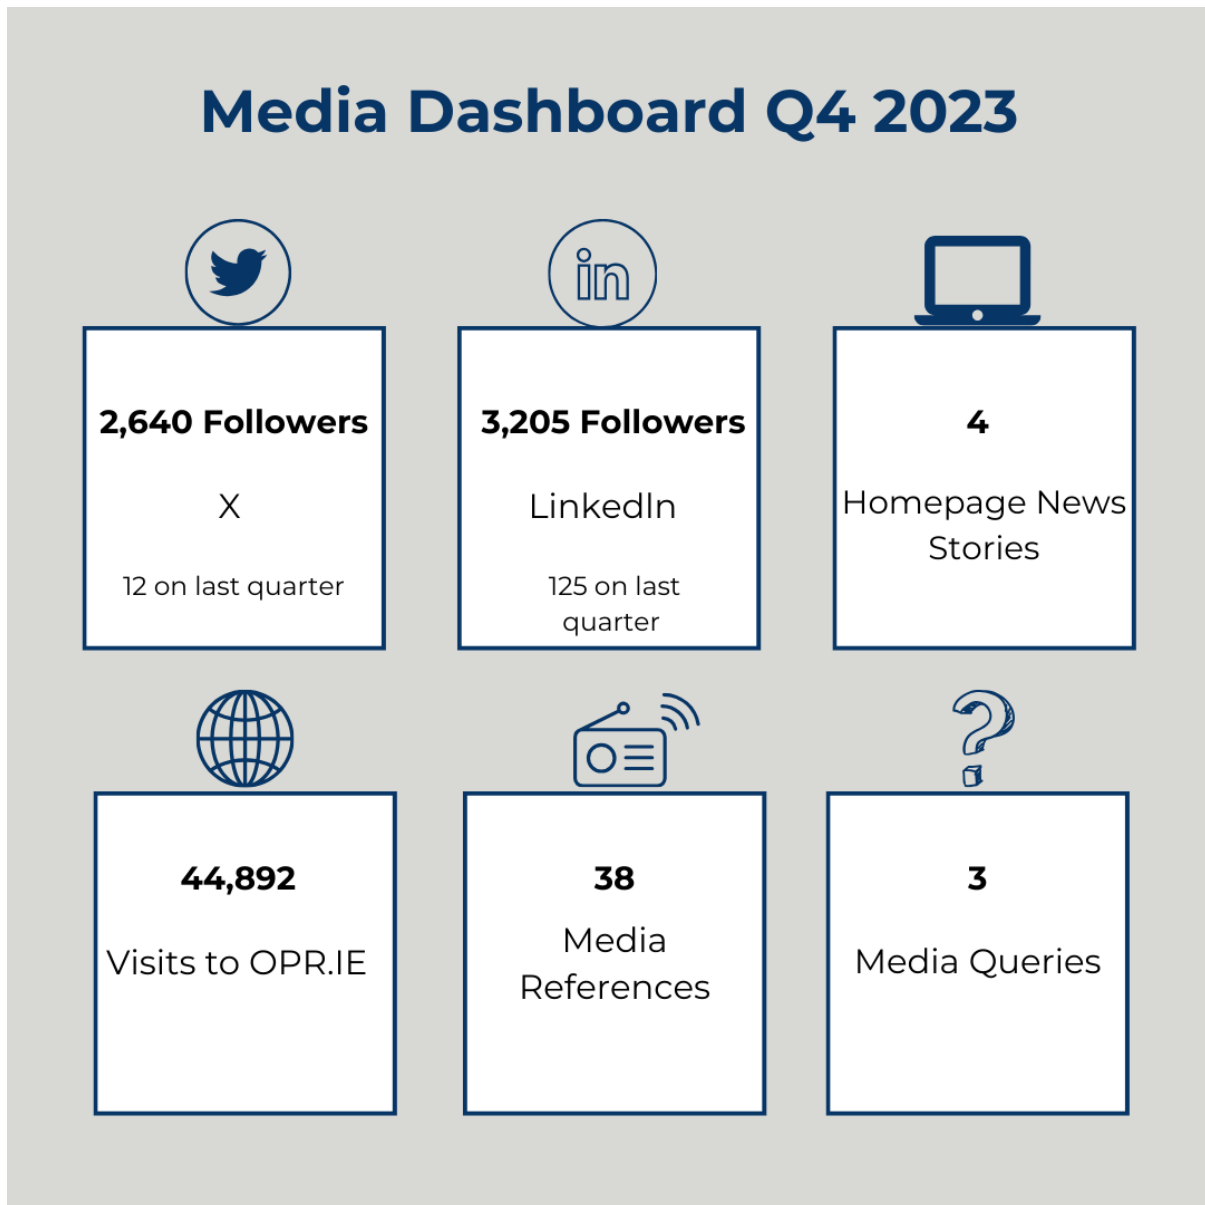 Media Dashboard Q4 2023
in
2,640 Followers
X
12 on last quarter
3,205 Followers
LinkedIn
125 on last
quarter
4
Homepage News
Stories
?
44,892
Visits to OPR.IE
38
Media
References
3
Media Queries